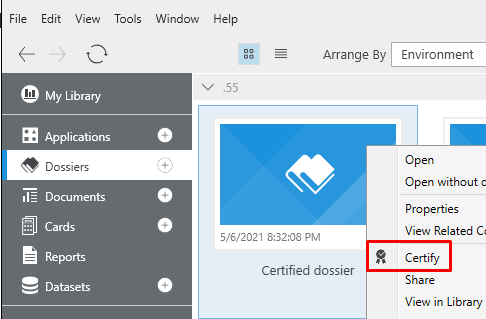 File Edit View Tools Window Help
Arrange By Environment
My Library
.55
Applications
Dossiers
Documents
Cards
Reports
Datasets
5/6/2021 8:32:08 PM
Certified dossier
Open
Open without
Properties
View Related
Certify
Share
View in Library